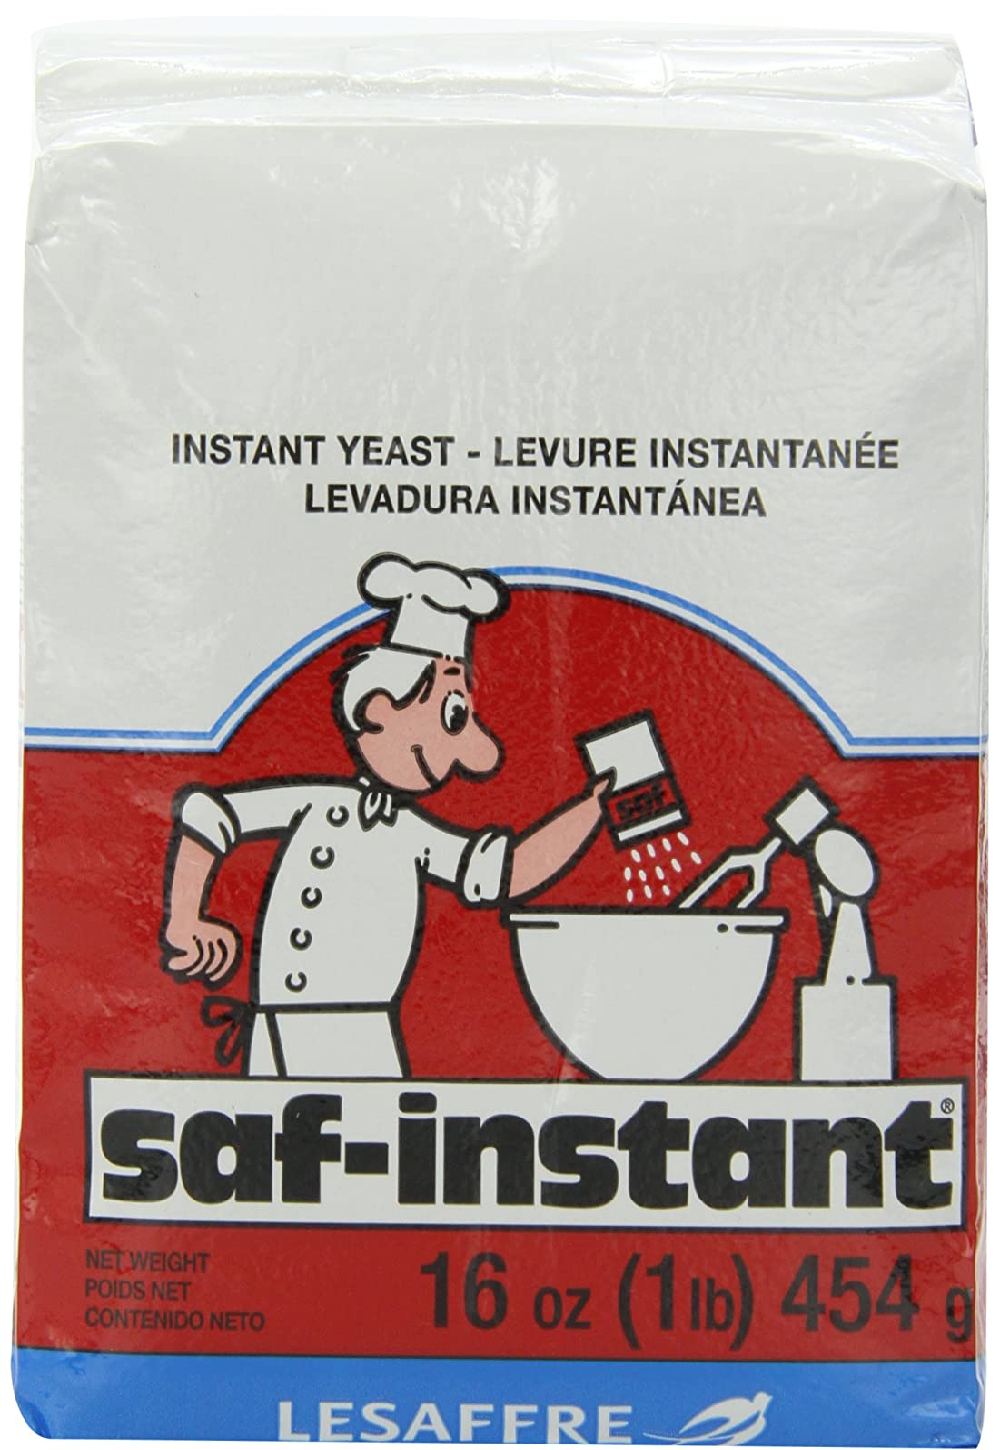 INSTANT YEAST - LEVURE INSTANTANÉE
LEVADURA INSTANTÁNEA
saf
saf-instant®
NET WEIGHT
POIDS NET
CONTENIDO NETO
16 oz (1 lb) 454 g
LESAFFRE